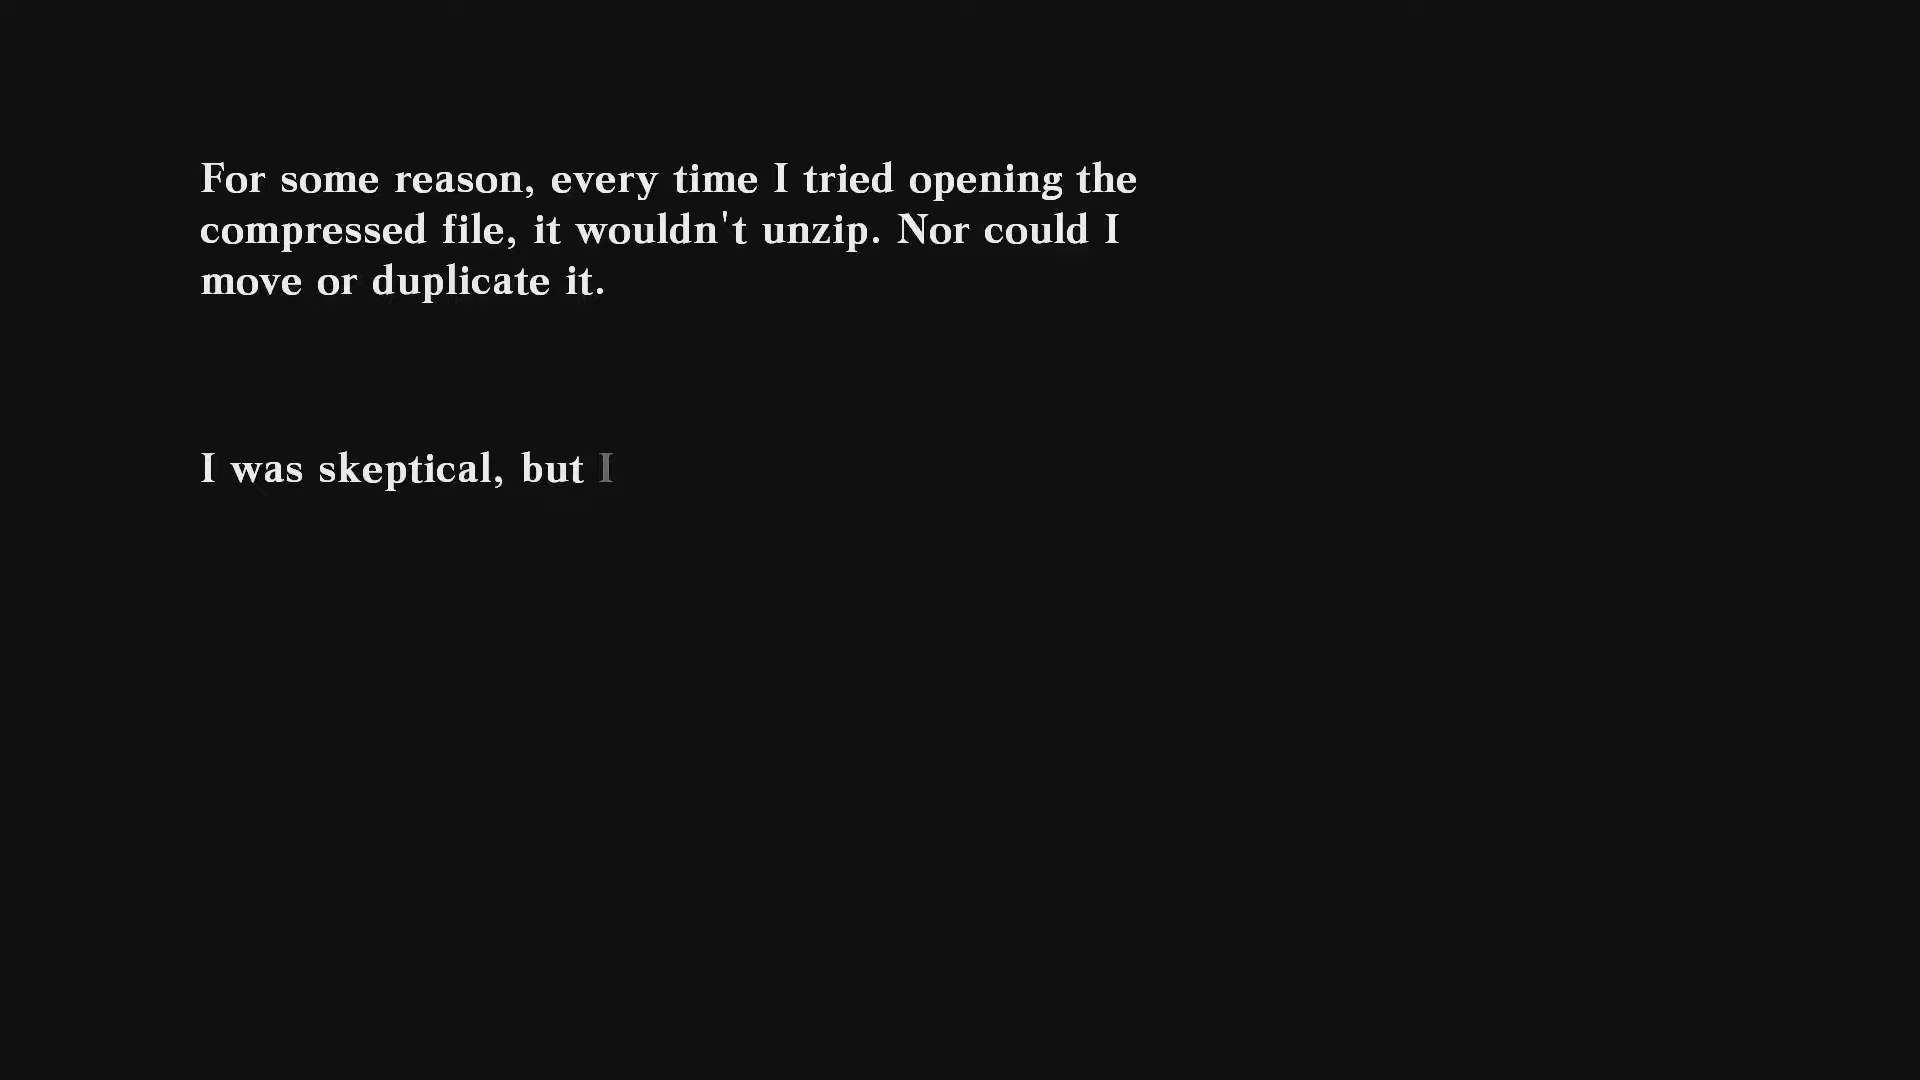 For some reason, every time I tried opening the
compressed file, it wouldn't unzip. Nor could I
move or duplicate it.
I was skeptical, but I